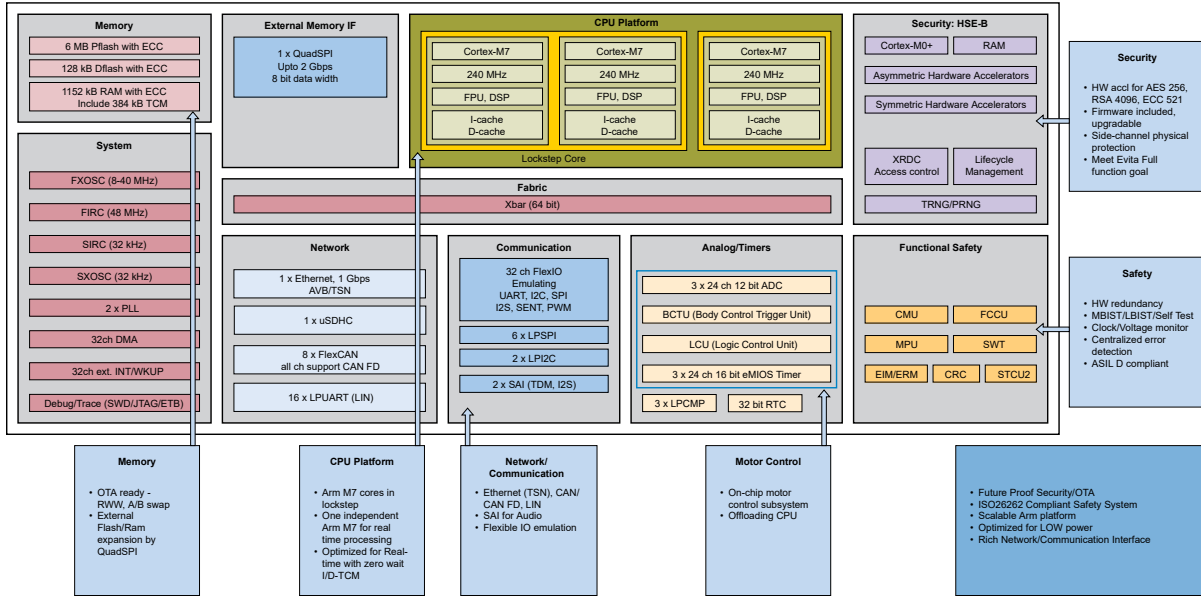 Memory
6 MB Pflash with ECC
128 kB Dflash with ECC
1152 kB RAM with ECC
Include 384 kB TCM
External Memory IF
1 x QuadSPI
Upto 2 Gbps
8 bit data width
CPU Platform
Cortex-M7
240 MHz
FPU, DSP
I-cache
D-cache
Cortex-M7
240 MHz
FPU, DSP
I-cache
D-cache
Cortex-M7
240 MHz
FPU, DSP
I-cache
D-cache
Lockstep Core
Security: HSE-B
Cortex-M0+
RAM
Asymmetric Hardware Accelerators
Symmetric Hardware Accelerators
XRDC
Access control
Lifecycle
Management
TRNG/PRNG
Security
• HW accl for AES 256,
RSA 4096, ECC 521
• Firmware included,
upgradable
• Side-channel physical
protection
• Meet Evita Full
function goal
System
FXOSC (8-40 MHz)
FIRC (48 MHz)
SIRC (32 kHz)
SXOSC (32 kHz)
2 x PLL
32ch DMA
32ch ext. INT/WKUP
Debug/Trace (SWD/JTAG/ETB)
Fabric
Xbar (64 bit)
Network
1 x Ethernet, 1 Gbps
AVB/TSN
1 x uSDHC
8 x FlexCAN
all ch support CAN FD
16 x LPUART (LIN)
Communication
32 ch FlexIO
Emulating
UART, I2C, SPI
I2S, SENT, PWM
6 x LPSPI
2 x LPI2C
2 x SAI (TDM, I2S)
Analog/Timers
3 x 24 ch 12 bit ADC
BCTU (Body Control Trigger Unit)
LCU (Logic Control Unit)
3 x 24 ch 16 bit eMIOS Timer
3 x LPCMP
32 bit RTC
Functional Safety
CMU
FCCU
MPU
SWT
EIM/ERM
CRC
STCU2
Safety
• HW redundancy
• MBIST/LBIST/Self Test
• Clock/Voltage monitor
• Centralized error
detection
• ASIL D compliant
Memory
• OTA ready -
RWW, A/B swap
• External
Flash/Ram
expansion by
QuadSPI
CPU Platform
• Arm M7 cores in
lockstep
• One independent
Arm M7 for real
time processing
• Optimized for Real-
time with zero wait
I/D-TCM
Network/
Communication
• Ethernet (TSN), CAN/
CAN FD, LIN
• SAI for Audio
• Flexible IO emulation
Motor Control
• On-chip motor
control subsystem
• Offloading CPU
• Future Proof Security/OTA
• ISO26262 Compliant Safety System
• Scalable Arm platform
• Optimized for LOW power
• Rich Network/Communication Interface